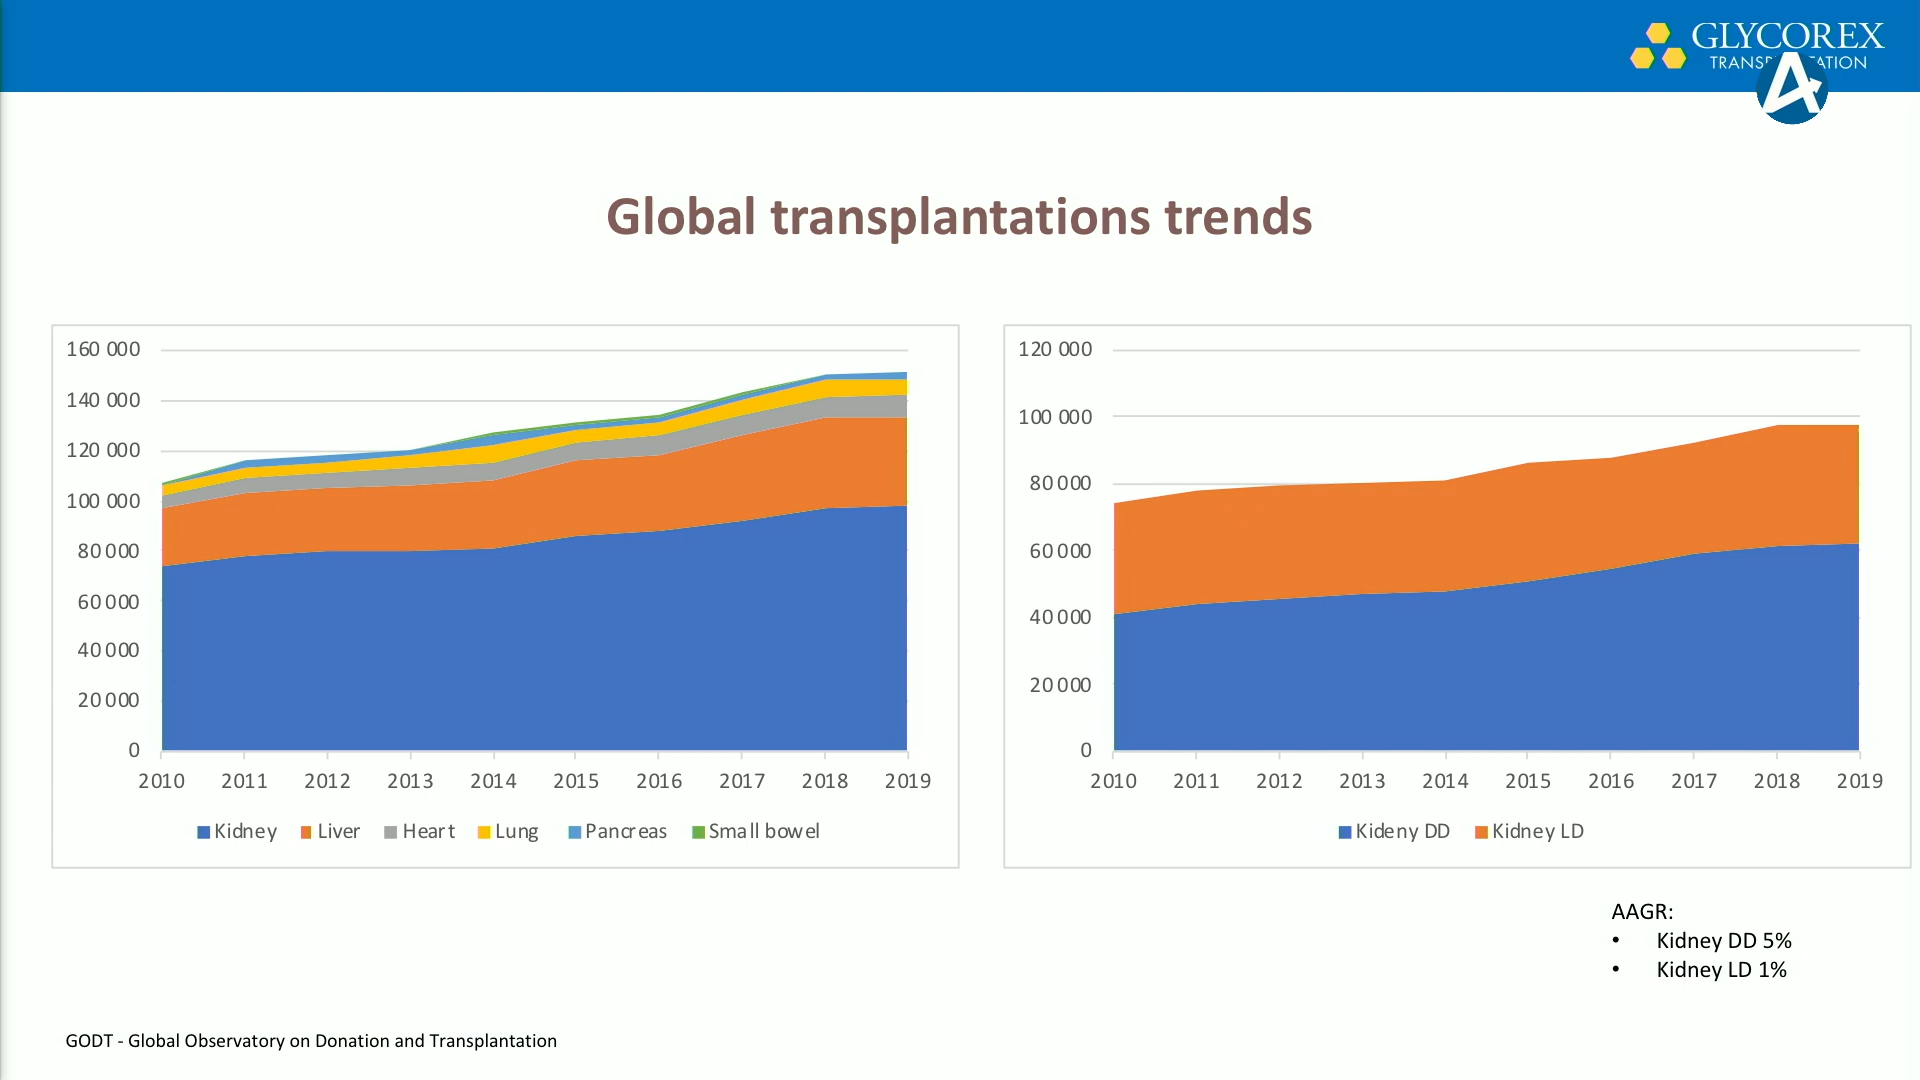 GLYCOREX
Global transplantations trends
160 000
140 000
120 000
100 000
80 000
60 000
40 000
20 000
0
2010 2011 2012 2013 2014 2015 2016 2017 2018 2019
Kidney Liver Heart Lung Pancreas Small bowel
120 000
100 000
80 000
60 000
40 000
20 000
0
2010 2011 2012 2013 2014 2015 2016 2017 2018 2019
Kideny DD Kidney LD
AAGR:
• Kidney DD 5%
• Kidney LD 1%
GODT - Global Observatory on Donation and Transplantation